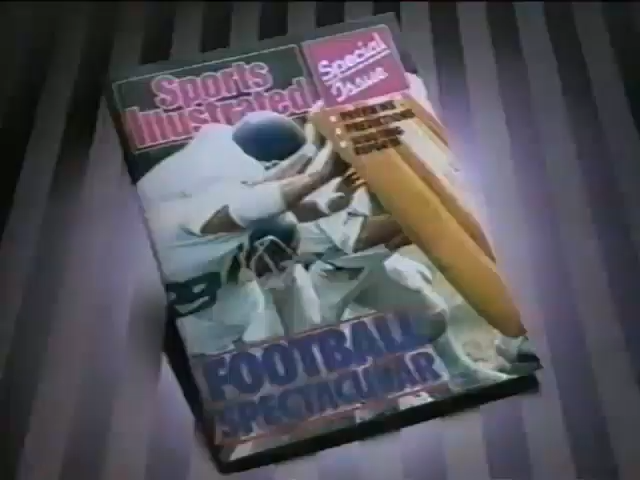 Sports
Illustrated
Special
Issue
FOOTBALL
SPECTACULAR